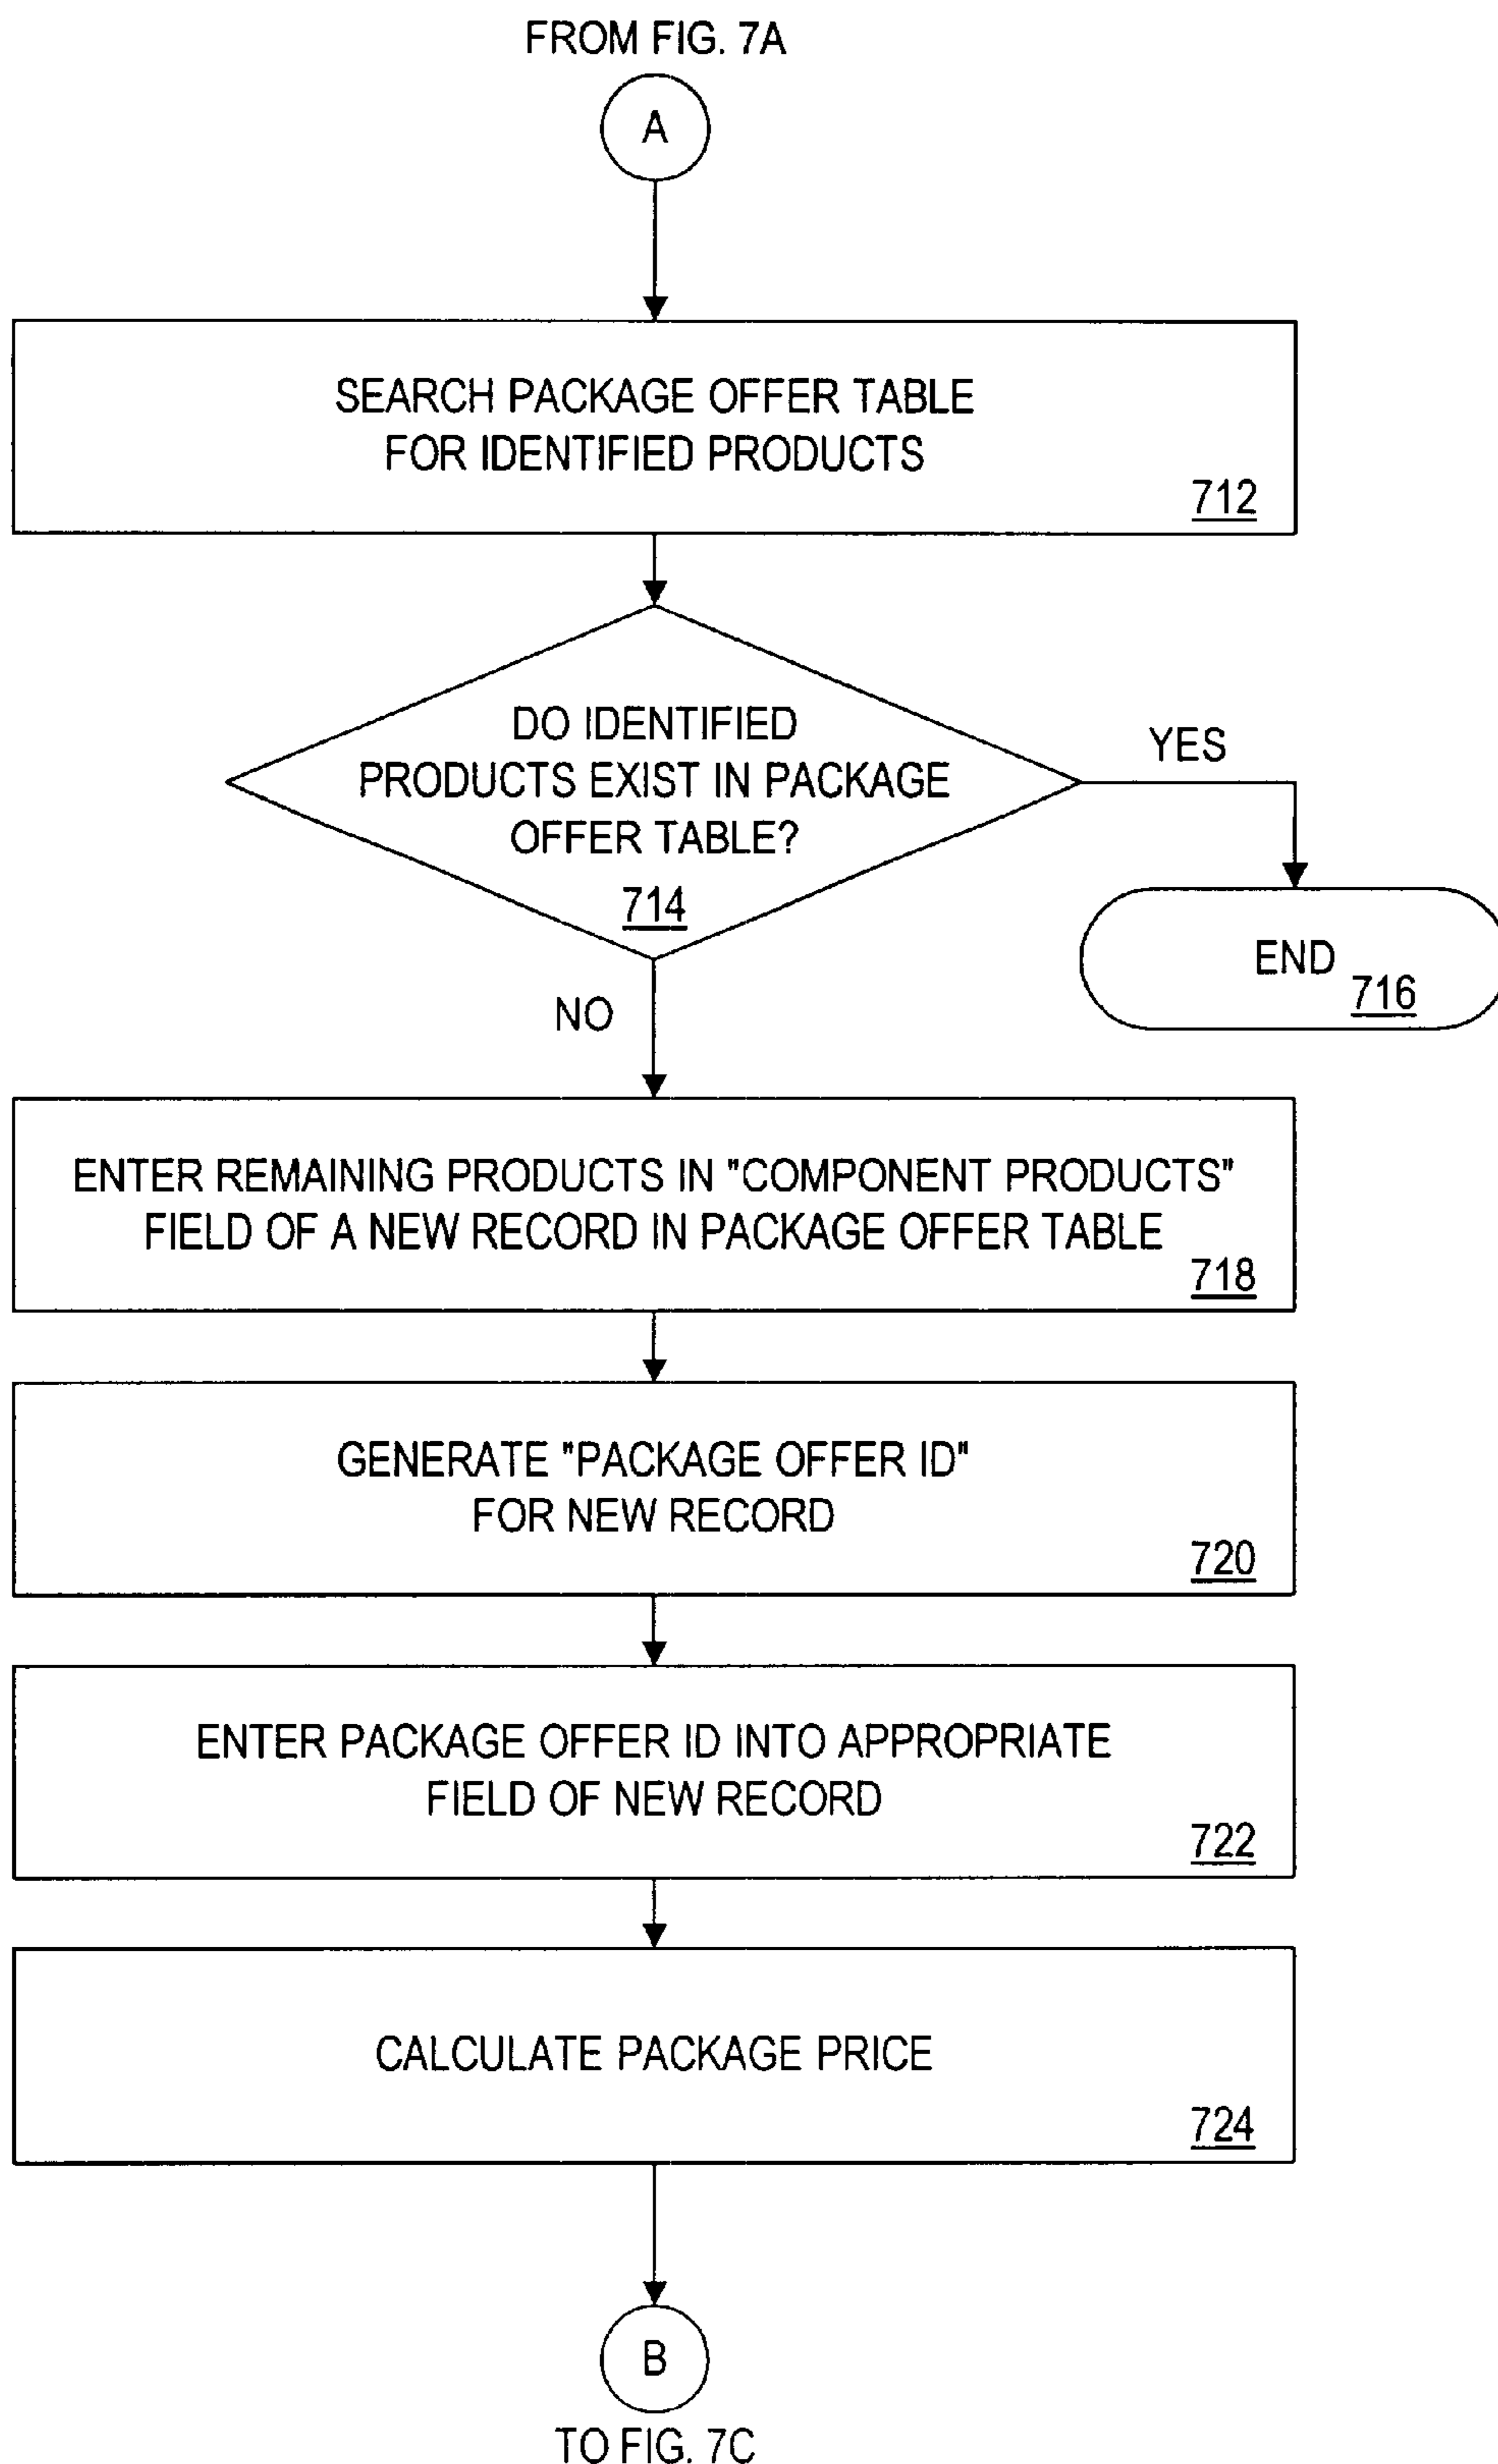 FROM FIG. 7A
A
SEARCH PACKAGE OFFER TABLE
FOR IDENTIFIED PRODUCTS
712
DO IDENTIFIED
PRODUCTS EXIST IN PACKAGE
OFFER TABLE?
714
YES
END
716
NO
ENTER REMAINING PRODUCTS IN "COMPONENT PRODUCTS"
FIELD OF A NEW RECORD IN PACKAGE OFFER TABLE
718
GENERATE "PACKAGE OFFER ID"
FOR NEW RECORD
720
ENTER PACKAGE OFFER ID INTO APPROPRIATE
FIELD OF NEW RECORD
722
CALCULATE PACKAGE PRICE
724
B
TO FIG. 7C